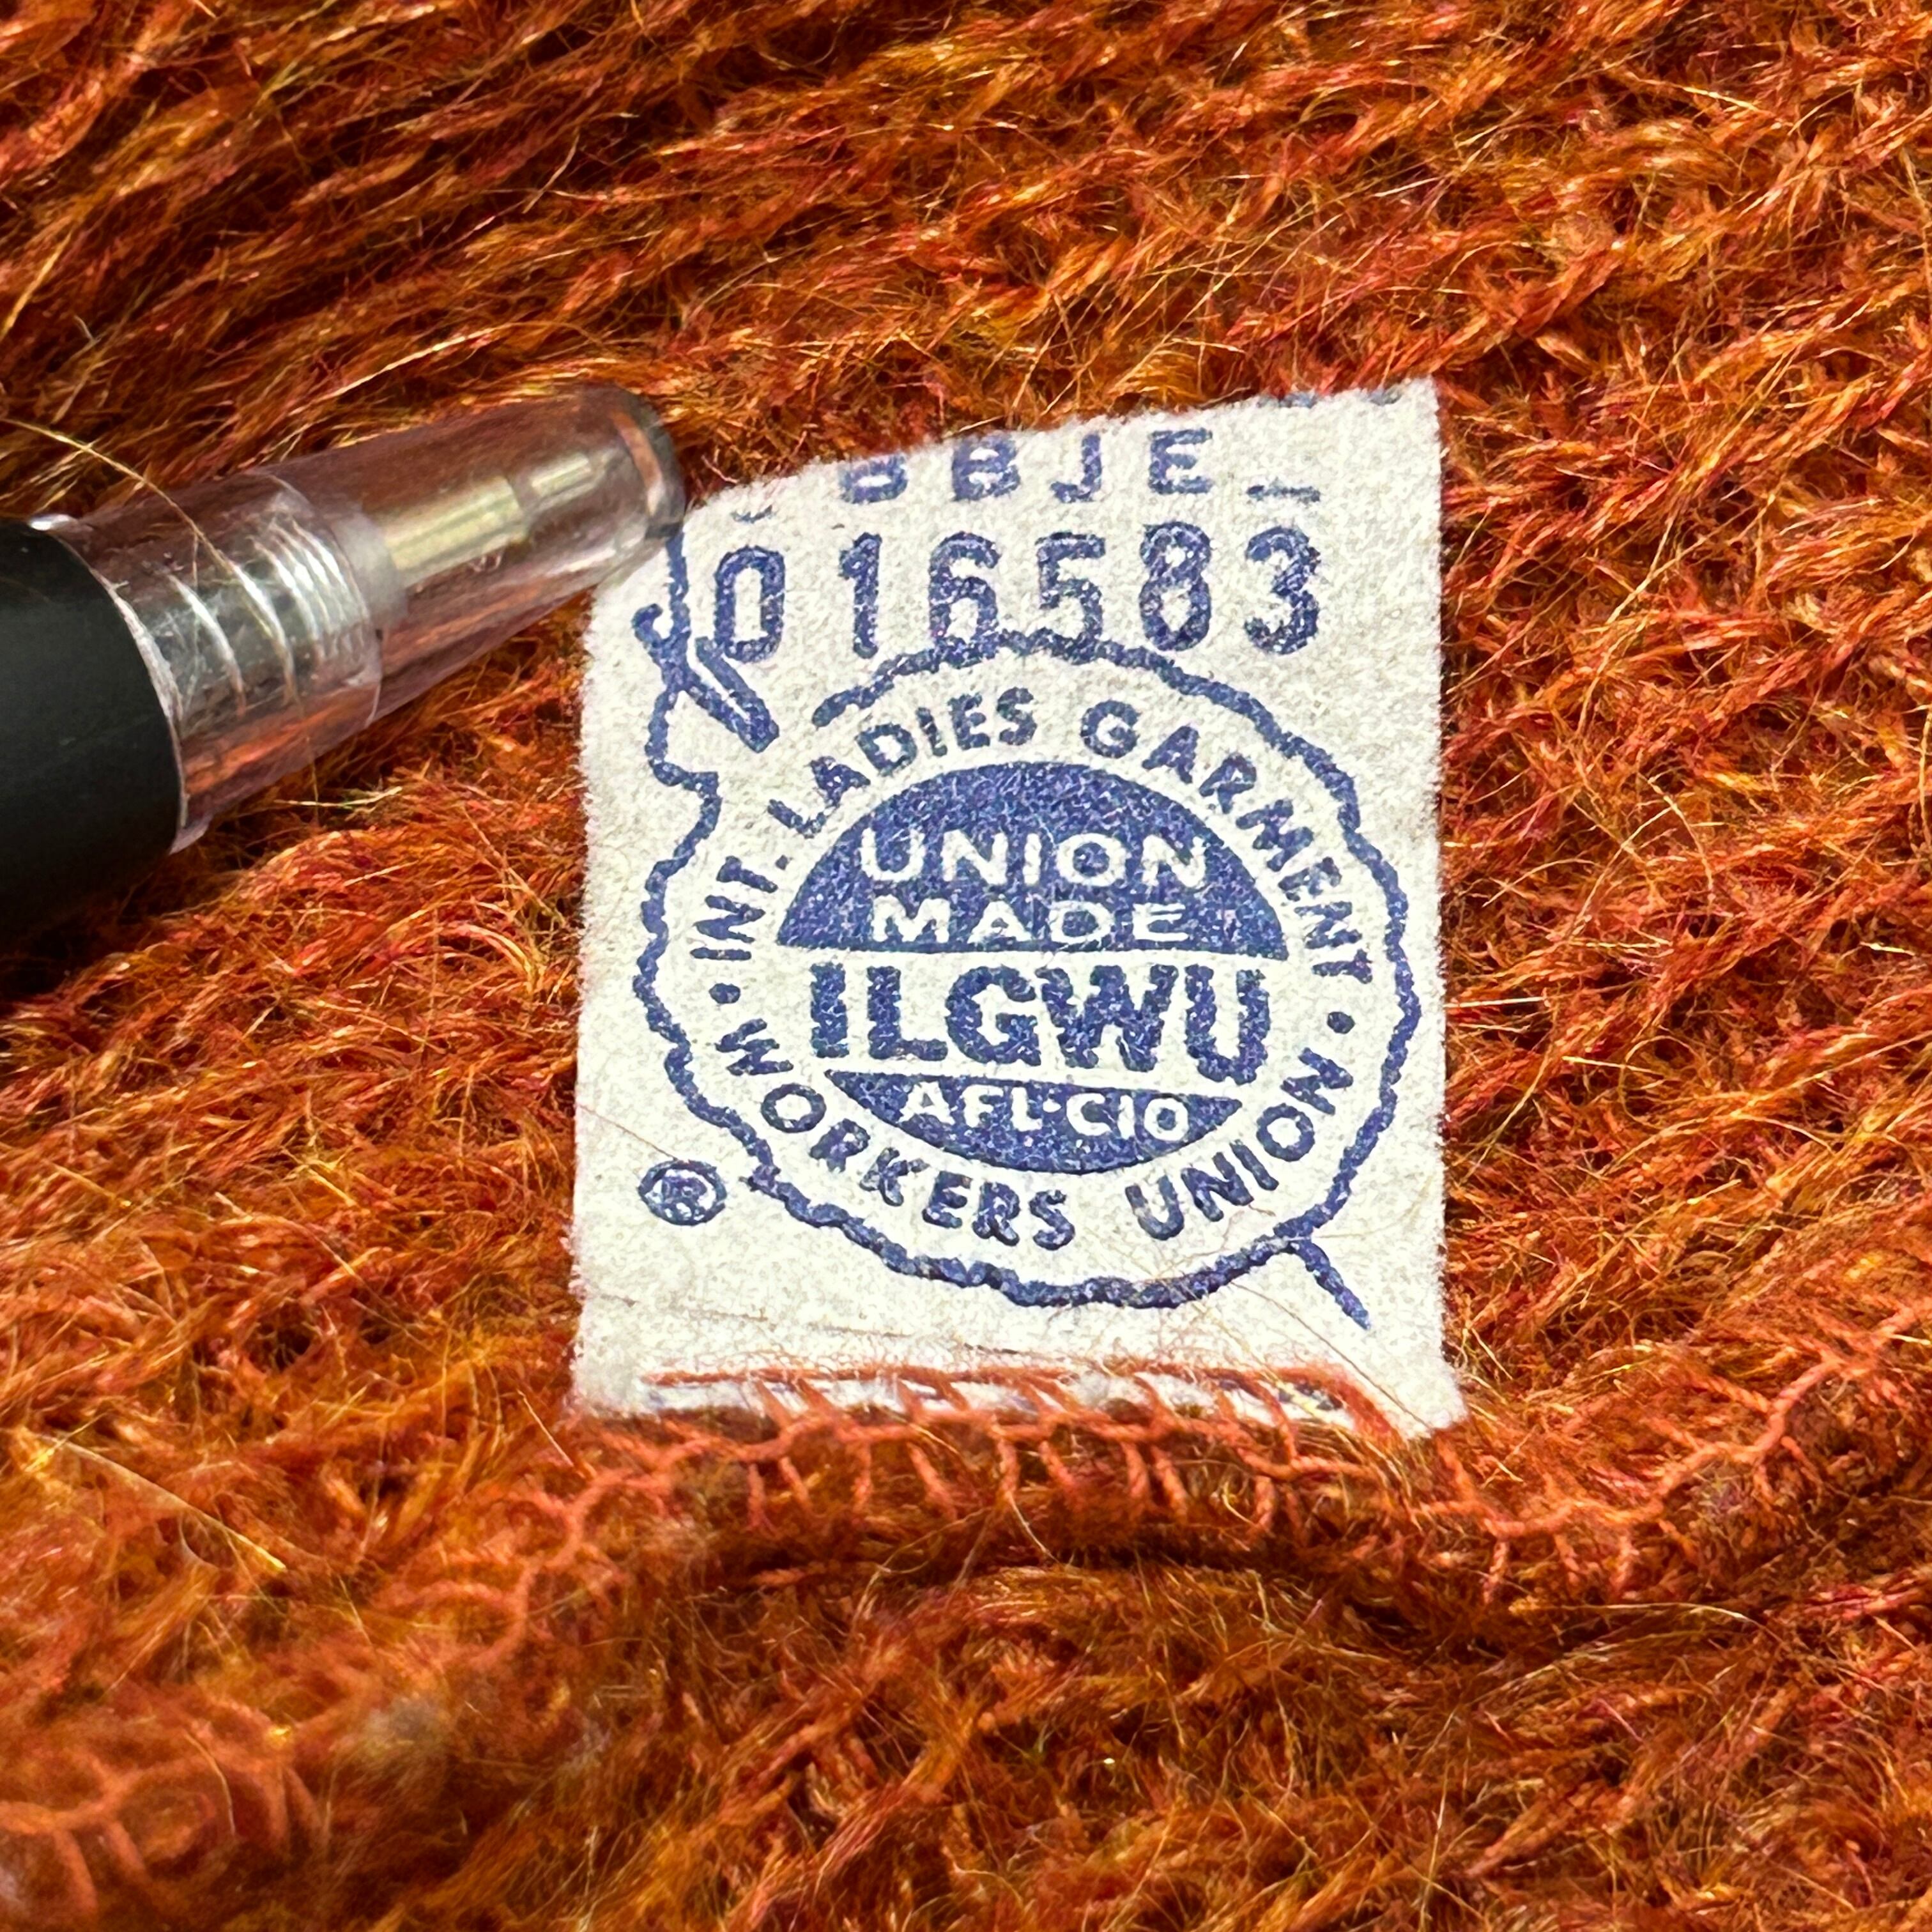 BBJE
016583
INT. LADIES GARMENT
UNION
MADE
ILGWU
AFL-CIO
• WORKERS UNION •
®